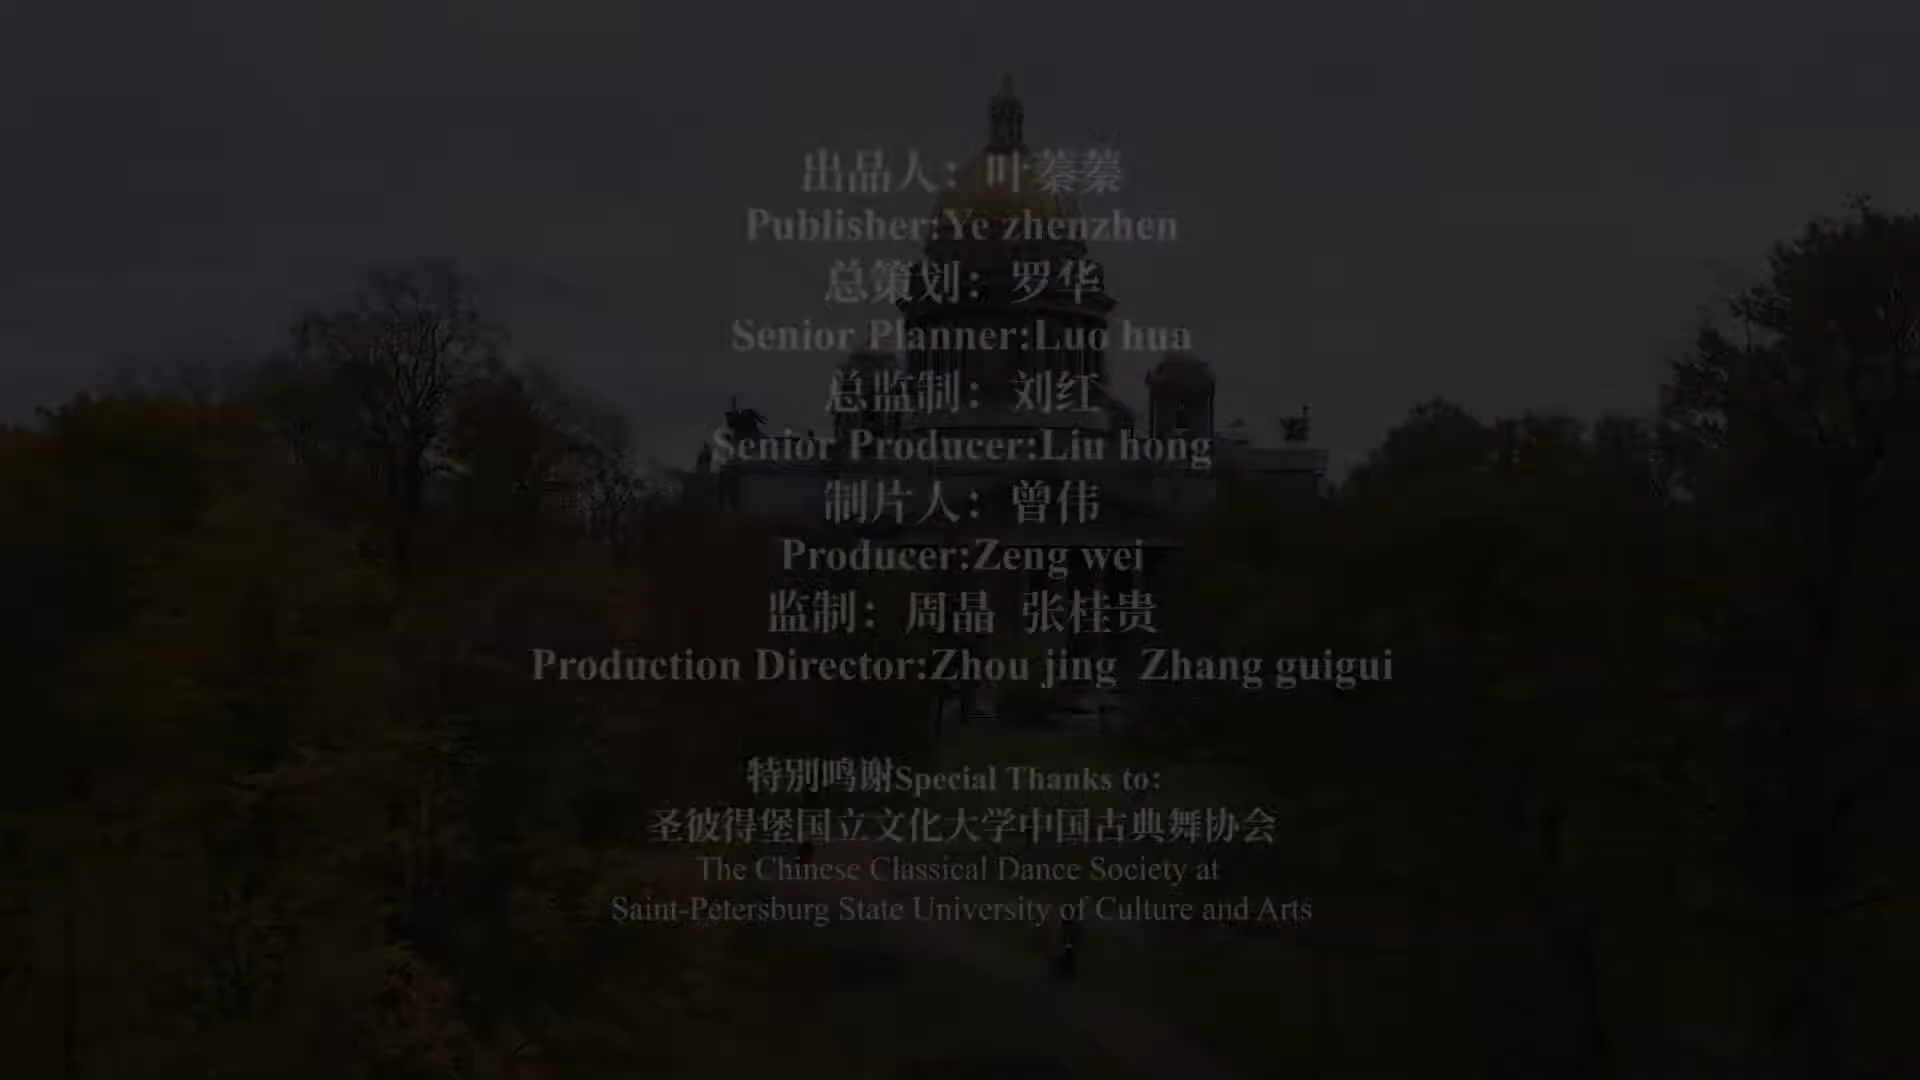 出品人：叶蓁蓁
Publisher:Ye zhenzhen
总策划：罗华
Senior Planner:Luo hua
总监制：刘红
Senior Producer:Liu hong
制片人：曾伟
Producer:Zeng wei
监制：周晶 张桂贵
Production Director:Zhou jing Zhang guigui
特别鸣谢Special Thanks to:
圣彼得堡国立文化大学中国古典舞协会
The Chinese Classical Dance Society at
Saint-Petersburg State University of Culture and Arts